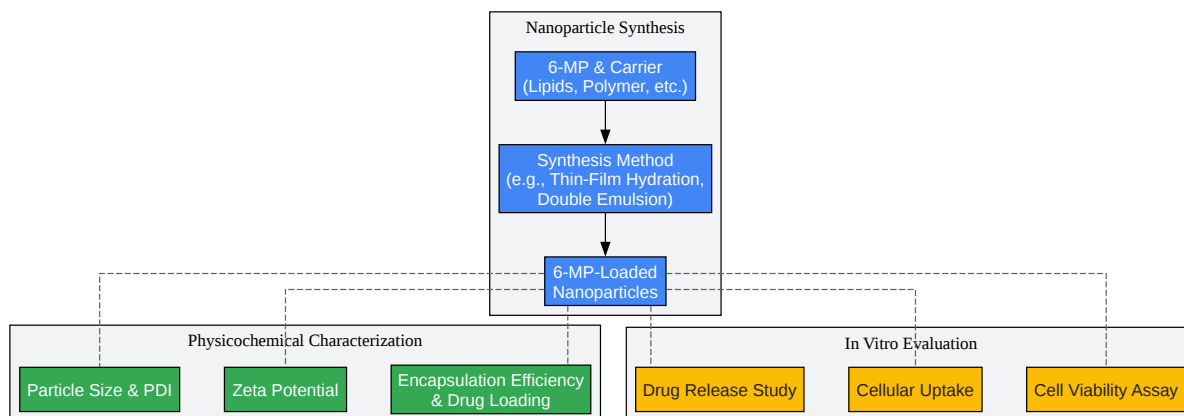 Nanoparticle Synthesis
6-MP & Carrier
(Lipids, Polymer, etc.)
Synthesis Method
(e.g., Thin-Film Hydration,
Double Emulsion)
6-MP-Loaded
Nanoparticles
Physicochemical Characterization
Particle Size & PDI
Zeta Potential
Encapsulation Efficiency
& Drug Loading
In Vitro Evaluation
Drug Release Study
Cellular Uptake
Cell Viability Assay